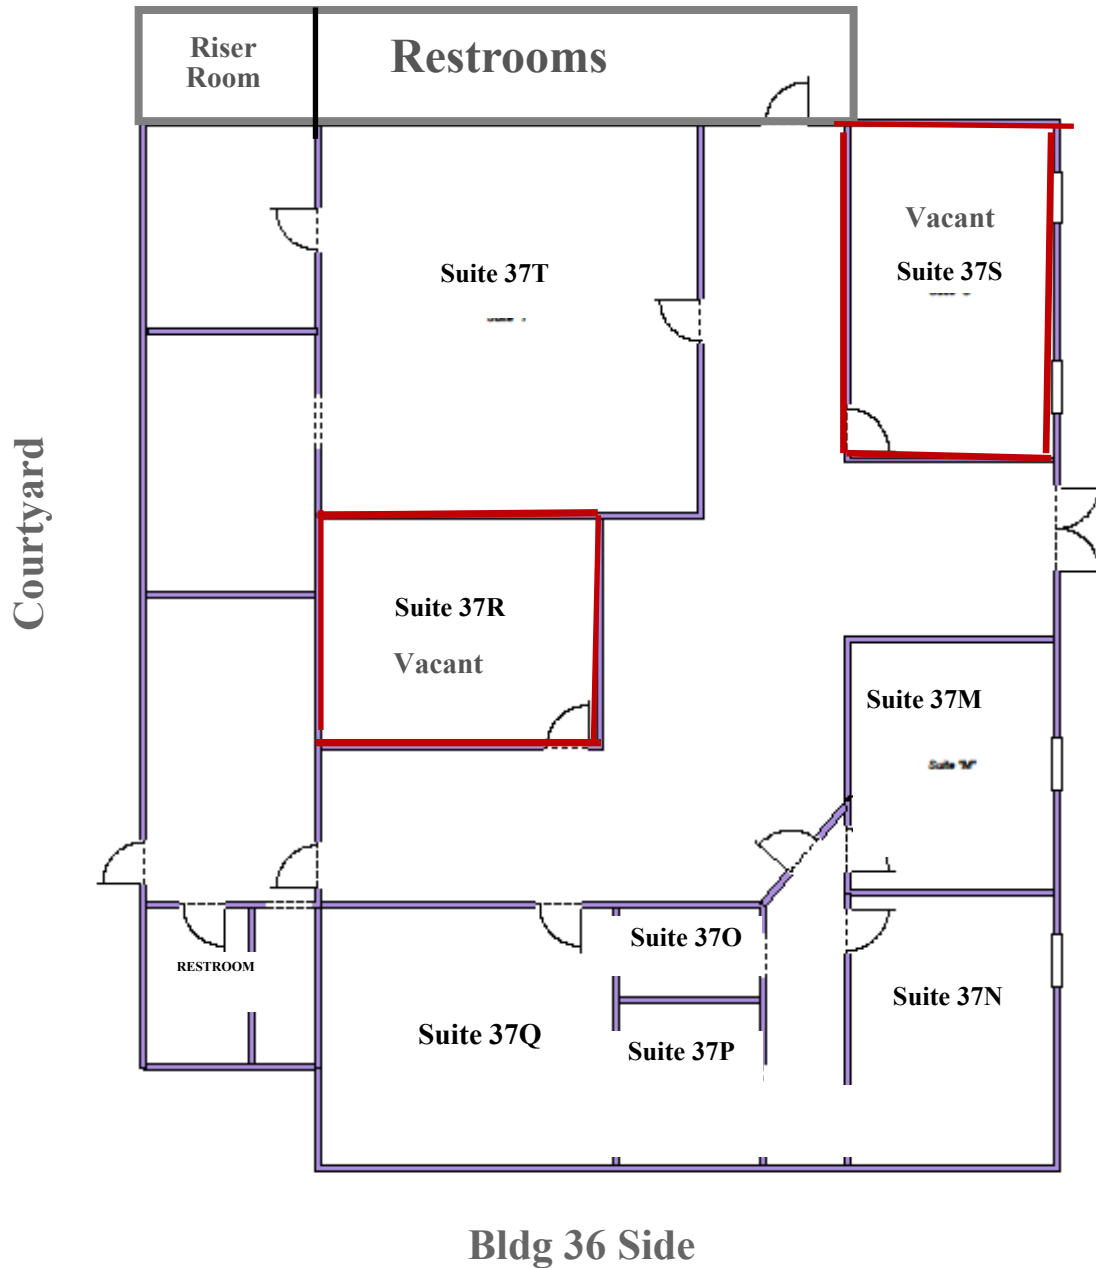 Riser
Room
Restrooms
Vacant
Suite 37S
Suite 37T
Courtyard
Suite 37R
Vacant
Suite 37M
Suite "M"
Suite 37O
RESTROOM
Suite 37N
Suite 37Q
Suite 37P
Bldg 36 Side